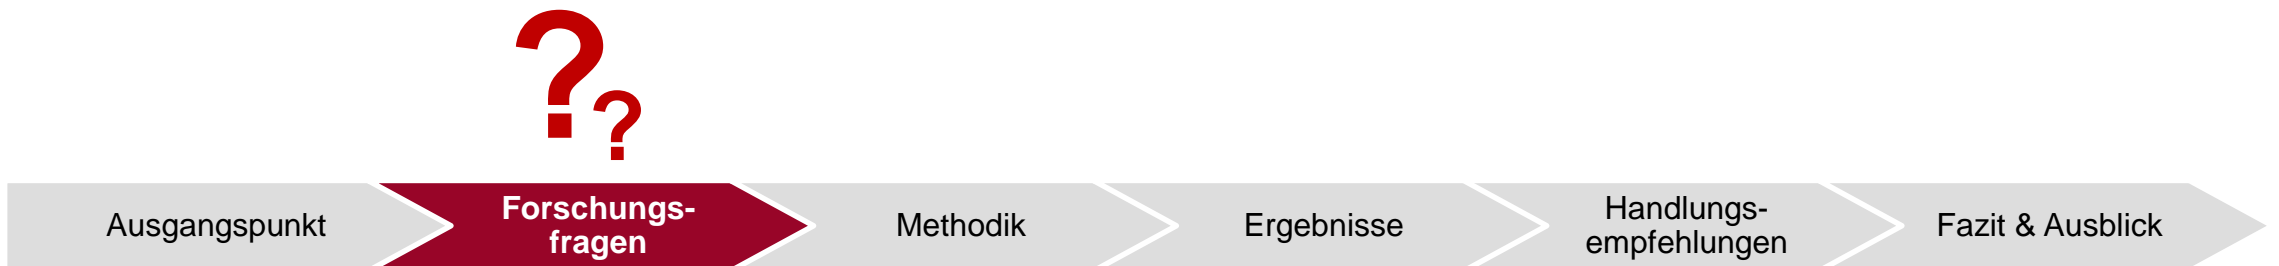 ?
?
Ausgangspunkt
Forschungs-
fragen
Methodik
Ergebnisse
Handlungs-
empfehlungen
Fazit & Ausblick